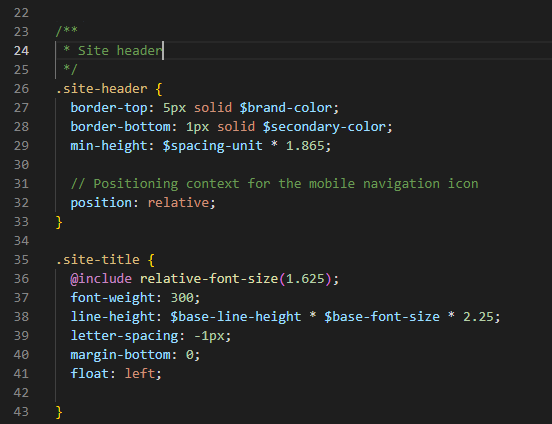 22
23 /**
24 * Site header
25 */
26 .site-header {
27 border-top: 5px solid $brand-color;
28 border-bottom: 1px solid $secondary-color;
29 min-height: $spacing-unit * 1.865;
30
31 // Positioning context for the mobile navigation icon
32 position: relative;
33 }
34
35 .site-title {
36 @include relative-font-size(1.625);
37 font-weight: 300;
38 line-height: $base-line-height * $base-font-size * 2.25;
39 letter-spacing: -1px;
40 margin-bottom: 0;
41 float: left;
42
43 }